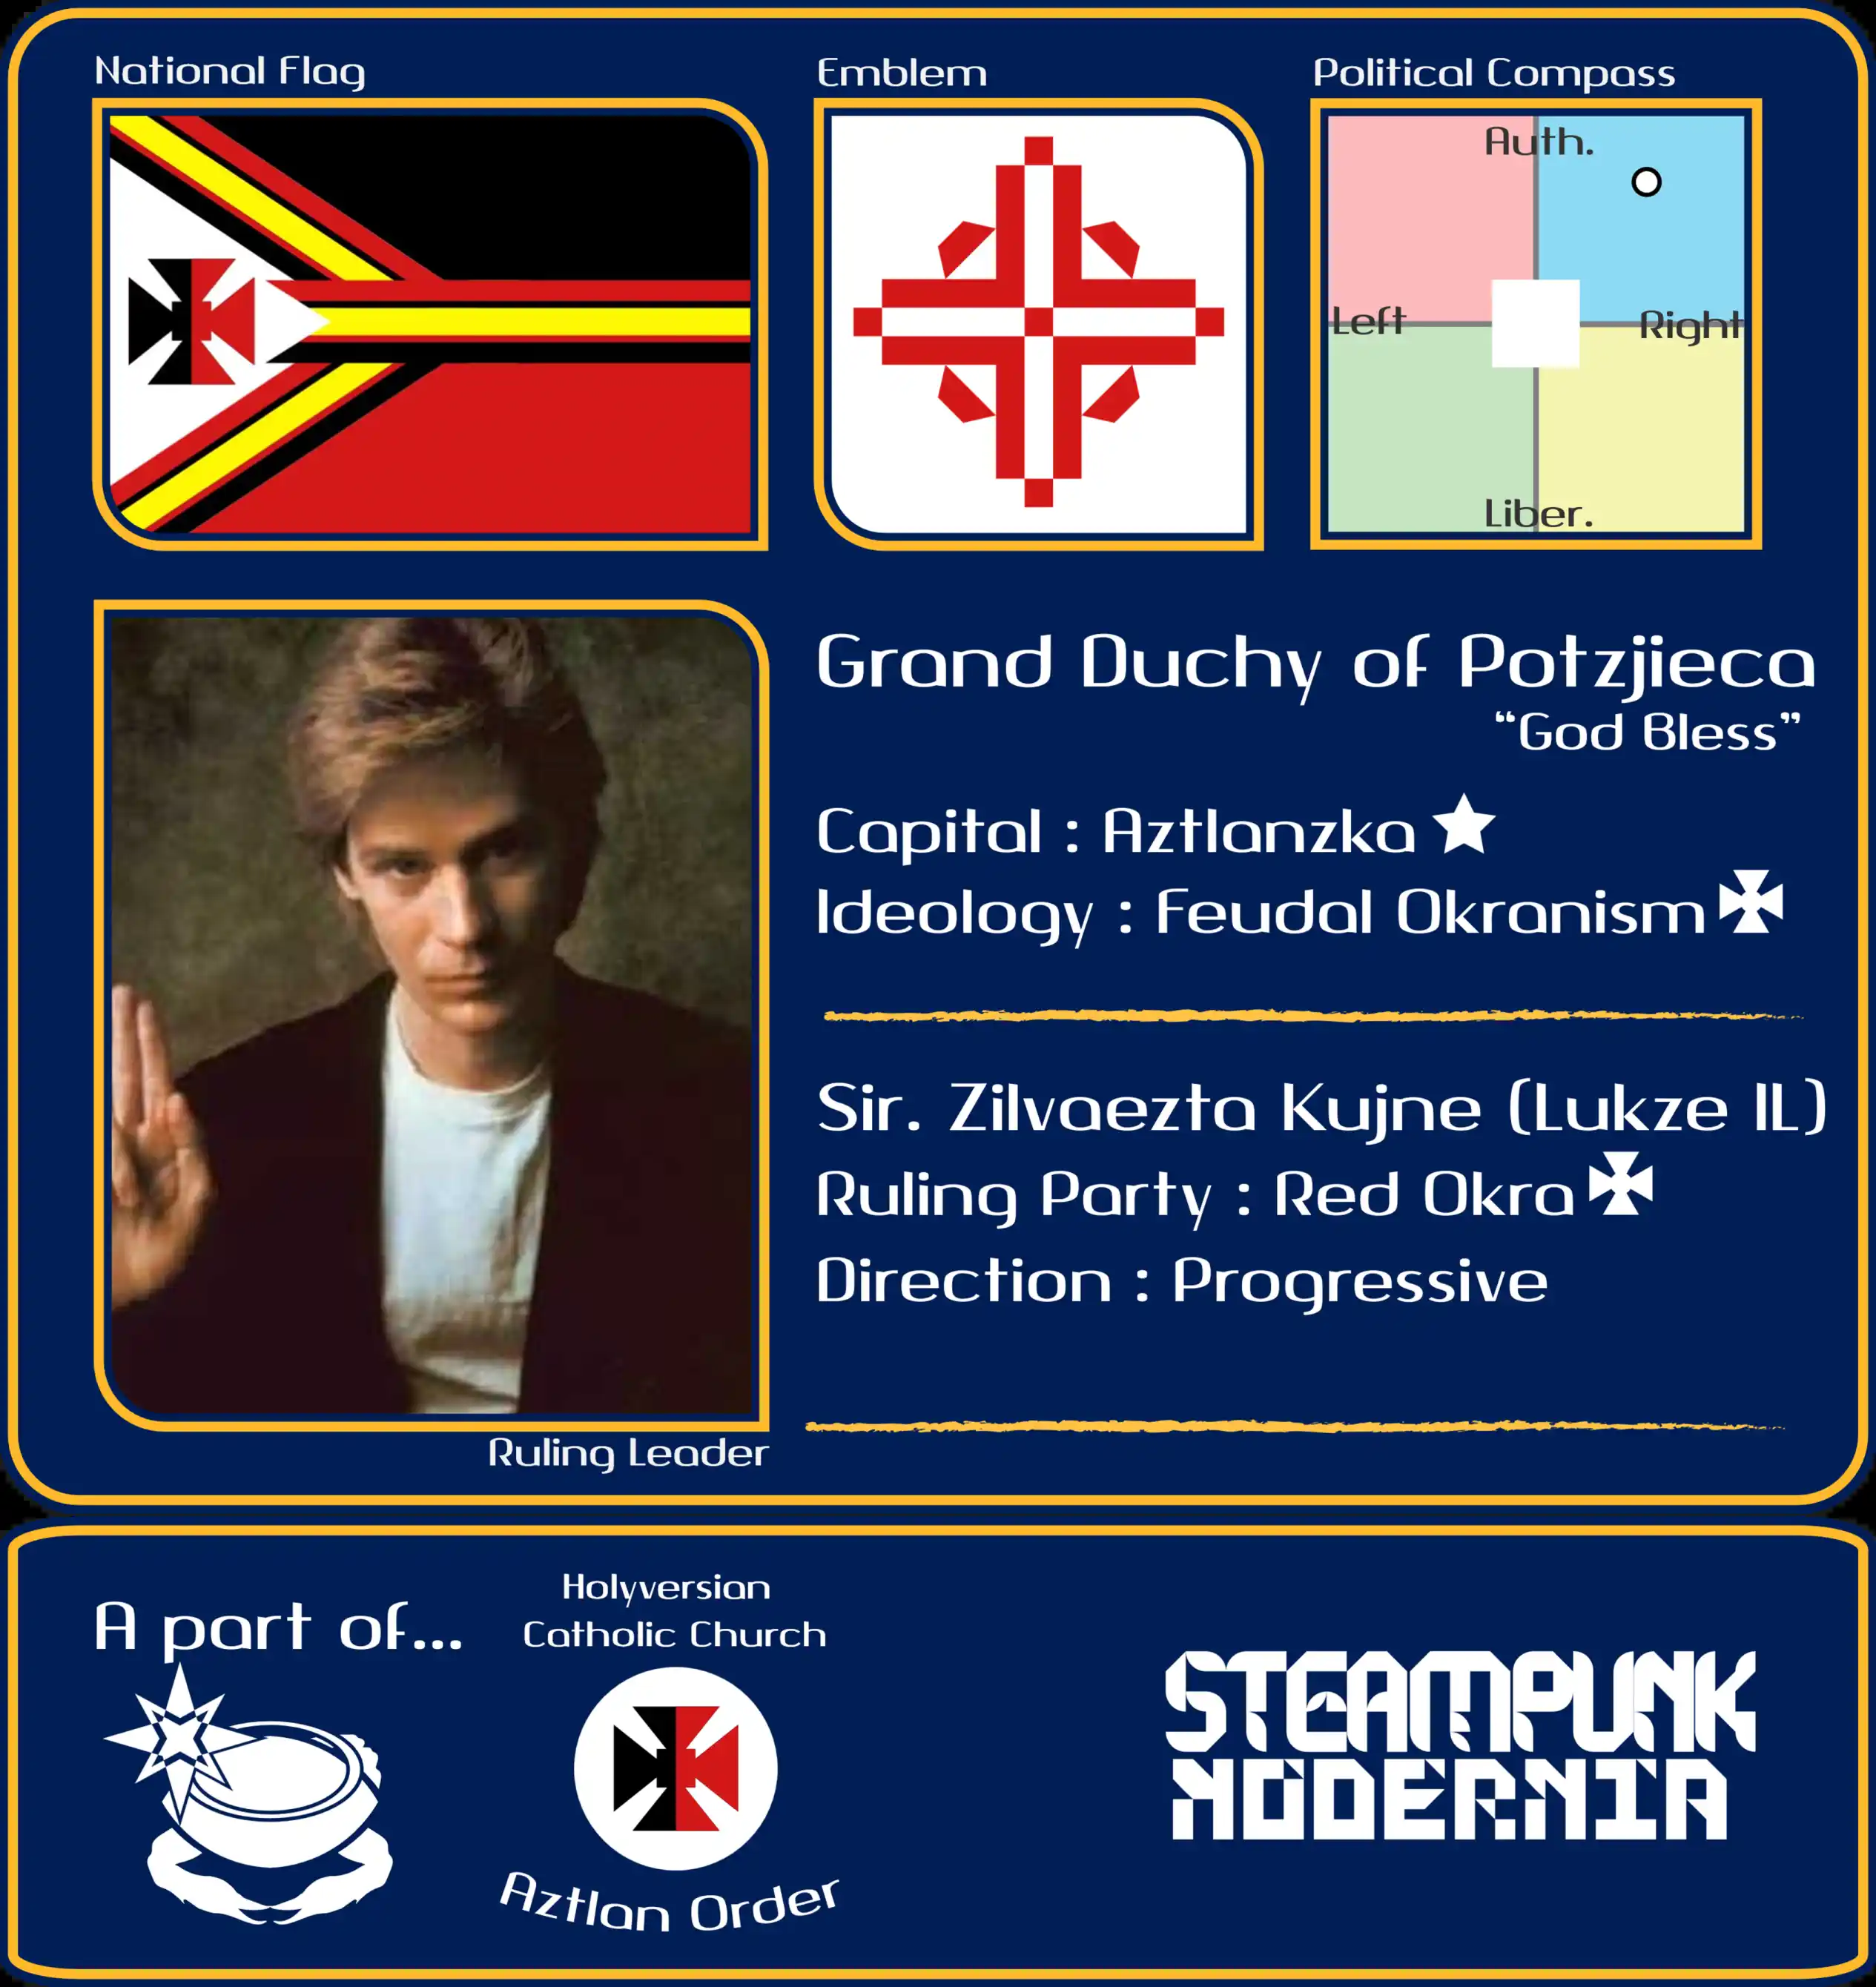 National Flag
Emblem
Political Compass
Auth.
Left
Right
Liber.
Grand Duchy of Potzjieca
“God Bless”
Capital : Aztlanzka
Ideology : Feudal Okranism
Sir. Zilvaezta Kujne (Lukze IL)
Ruling Party : Red Okra
Direction : Progressive
Ruling Leader
A part of...
Holyversian
Catholic Church
Aztlan Order
STEAMPUNK
MODERNIA